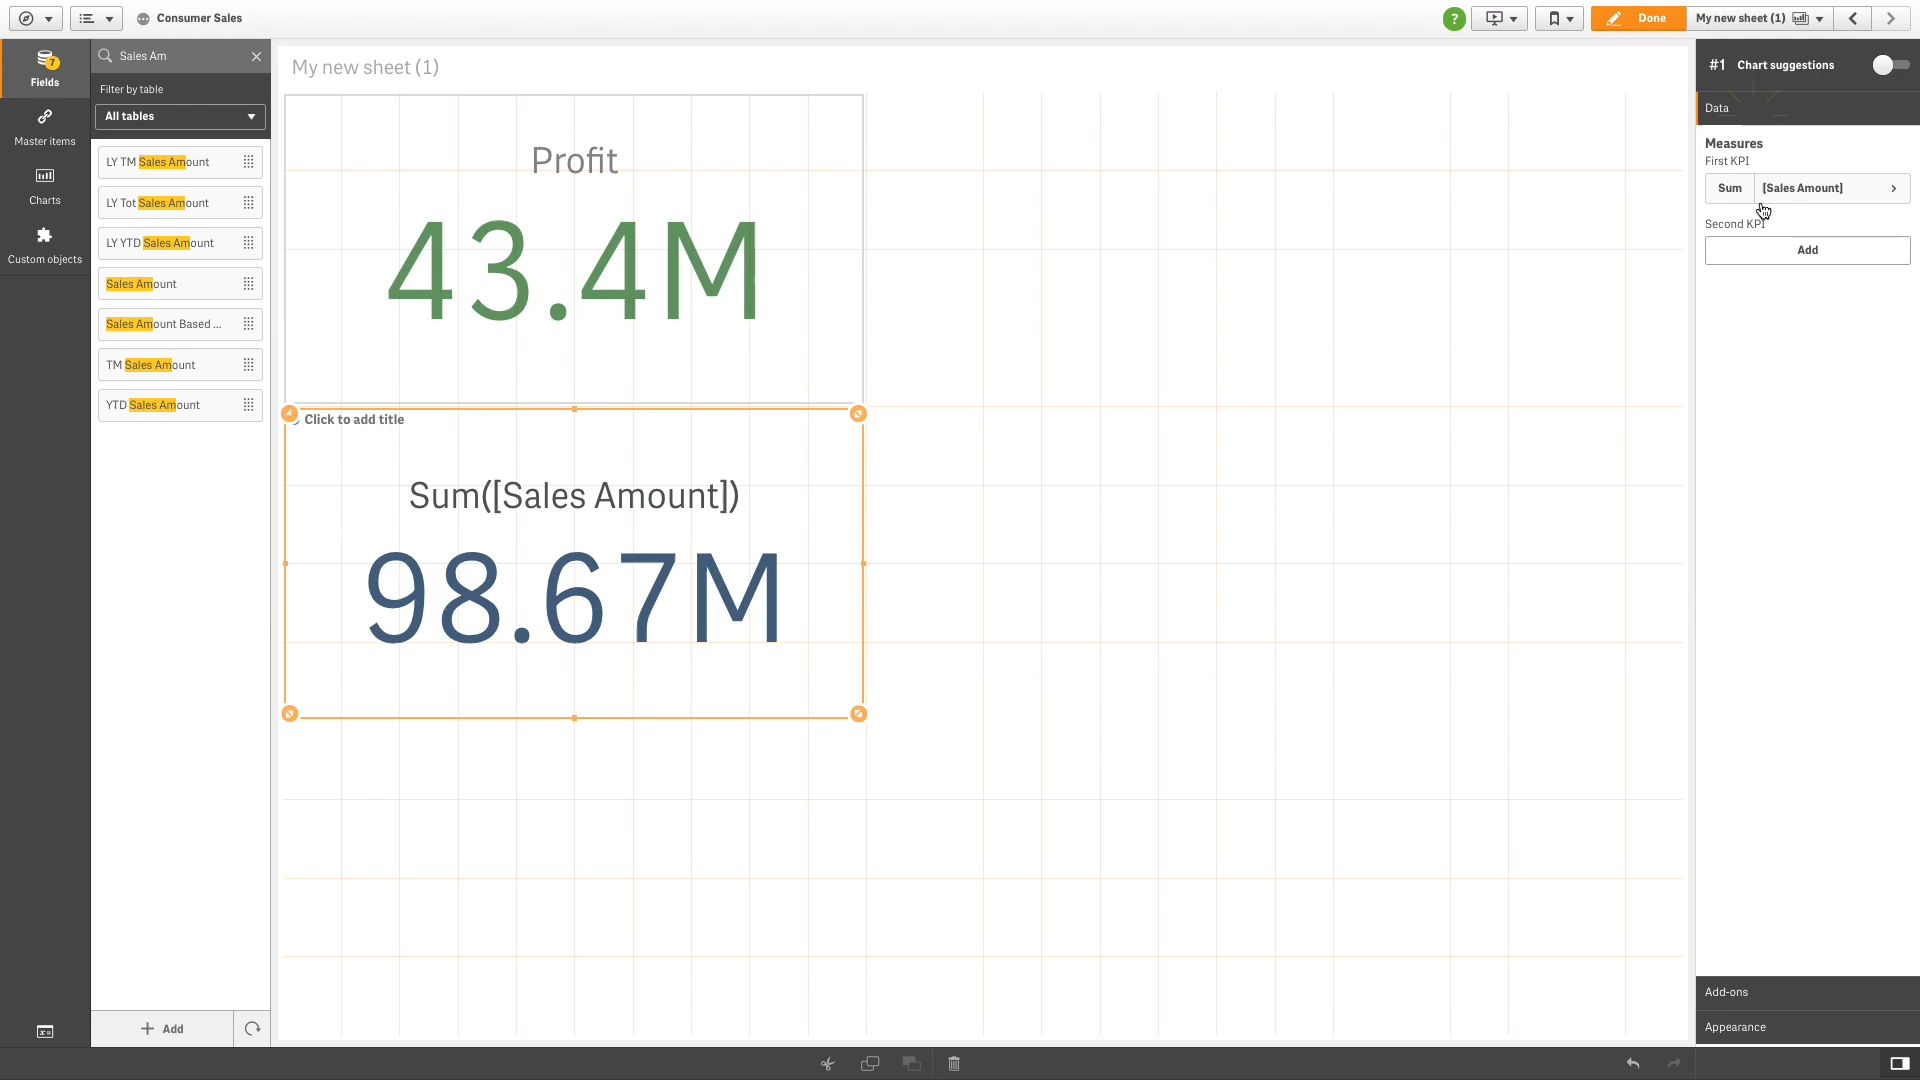 Consumer Sales
?
Done
My new sheet (1)
7
Fields
Master items
Charts
Custom objects
Sales Am
Filter by table
All tables
LY TM Sales Amount
LY Tot Sales Amount
LY YTD Sales Amount
Sales Amount
Sales Amount Based ...
TM Sales Amount
YTD Sales Amount
Add
My new sheet (1)
Profit
43.4M
Click to add title
Sum([Sales Amount])
98.67M
#1 Chart suggestions
Data
Measures
First KPI
Sum [Sales Amount]
Second KPI
Add
Add-ons
Appearance